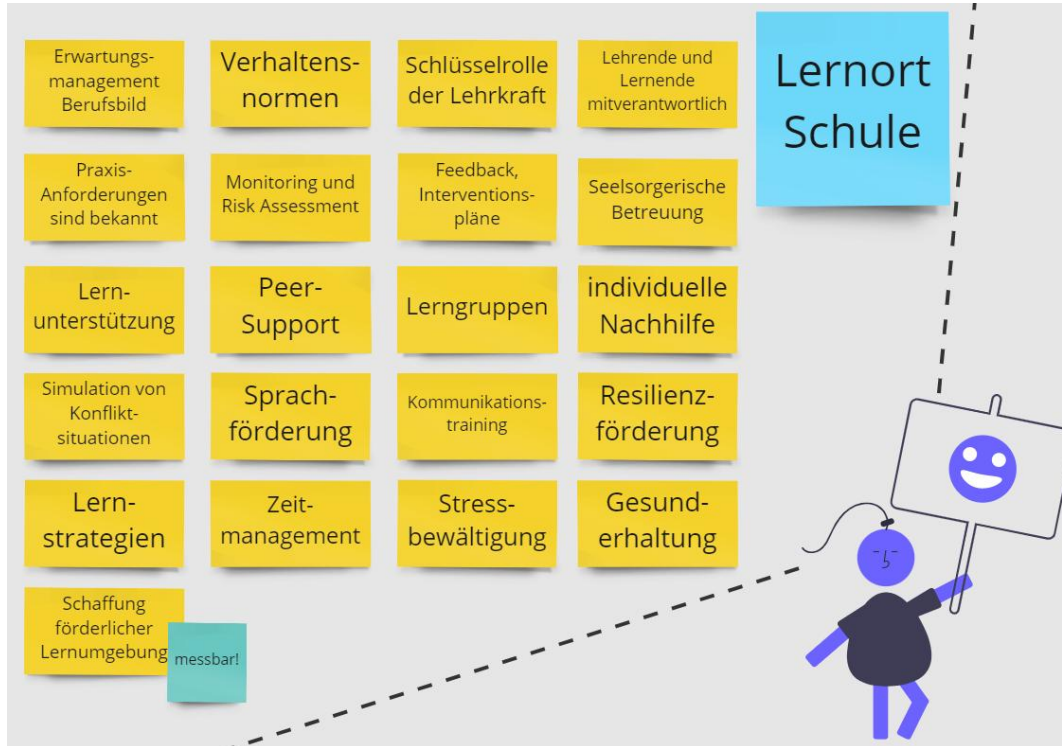 Erwartungs-
management
Berufsbild
Verhaltens-
normen
Schlüsselrolle
der Lehrkraft
Lehrende und
Lernende
mitverantwortlich
Lernort
Schule
Praxis-
Anforderungen
sind bekannt
Monitoring und
Risk Assessment
Feedback,
Interventions-
pläne
Seelsorgerische
Betreuung
Lern-
unterstützung
Peer-
Support
Lerngruppen
individuelle
Nachhilfe
Simulation von
Konflikt-
situationen
Sprach-
förderung
Kommunikations-
training
Resilienz-
förderung
Lern-
strategien
Zeit-
management
Stress-
bewältigung
Gesund-
erhaltung
Schaffung
förderlicher
Lernumgebung
messbar!